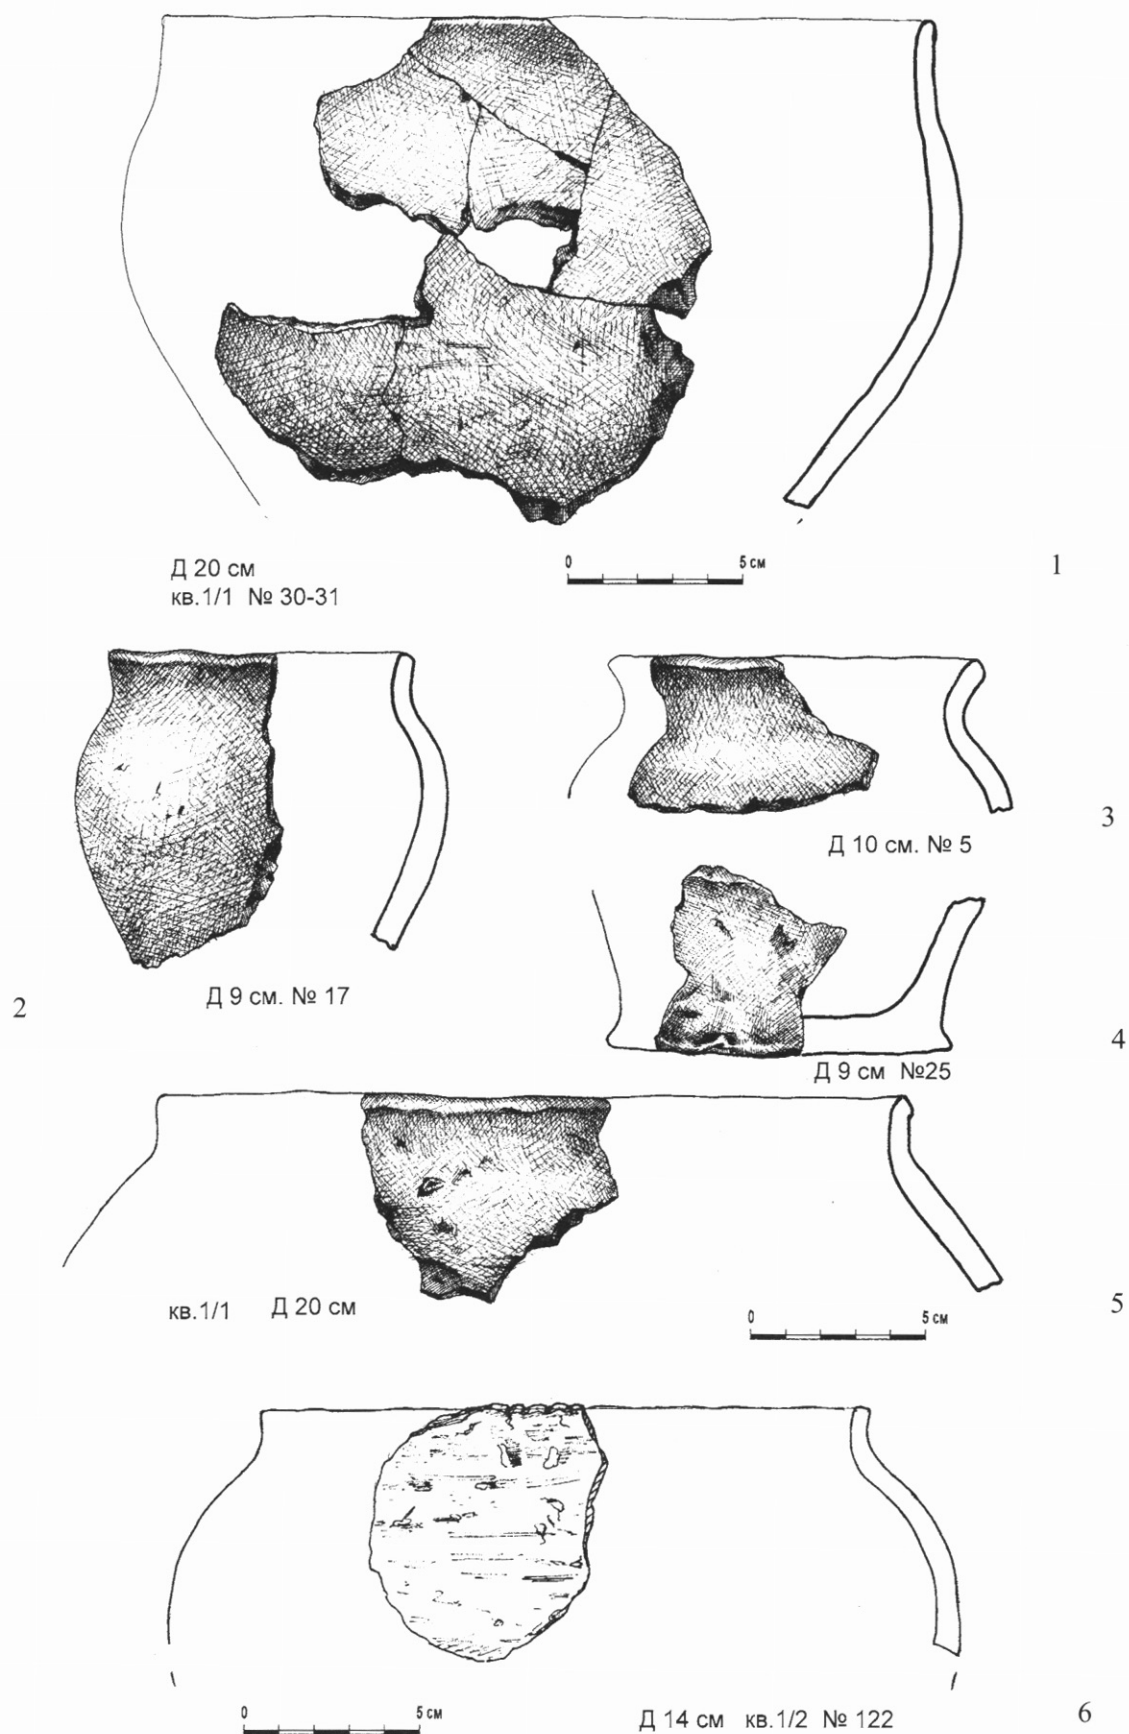 Д 20 см
кв.1/1 № 30-31
0 5 см
1
2
Д 9 см. № 17
3
Д 10 см. № 5
4
Д 9 см №25
кв.1/1 Д 20 см
0 5 см
5
0 5 см
Д 14 см кв.1/2 № 122
6